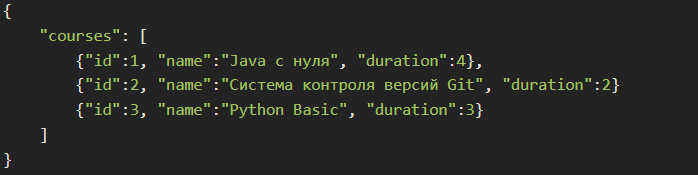 {
    "courses": [
        {"id":1, "name":"Java с нуля", "duration":4},
        {"id":2, "name":"Система контроля версий Git", "duration":2}
        {"id":3, "name":"Python Basic", "duration":3}
    ]
}